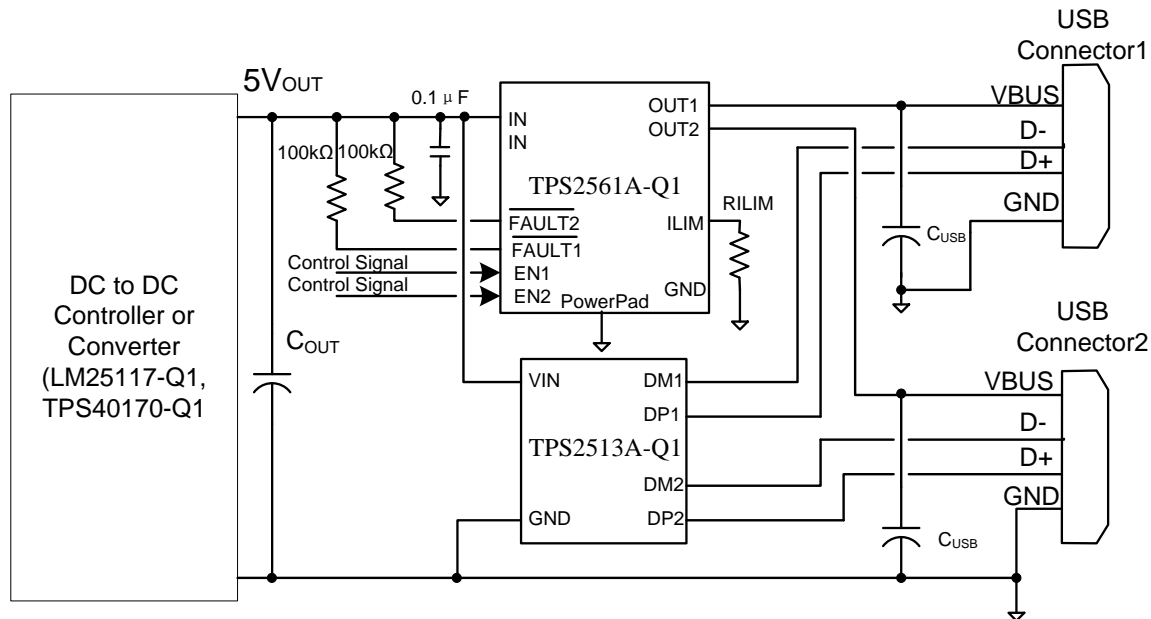 USB
Connector1
5VOUT
0.1 μF
100kΩ
100kΩ
IN
IN
OUT1
OUT2
TPS2561A-Q1
FAULT2
FAULT1
ILIM
RILIM
EN1
EN2
GND
PowerPad
Control Signal
Control Signal
VBUS
D-
D+
GND
CUSB
DC to DC
Controller or
Converter
(LM25117-Q1,
TPS40170-Q1
COUT
VIN
DM1
DP1
TPS2513A-Q1
DM2
GND
DP2
USB
Connector2
VBUS
D-
D+
GND
CUSB